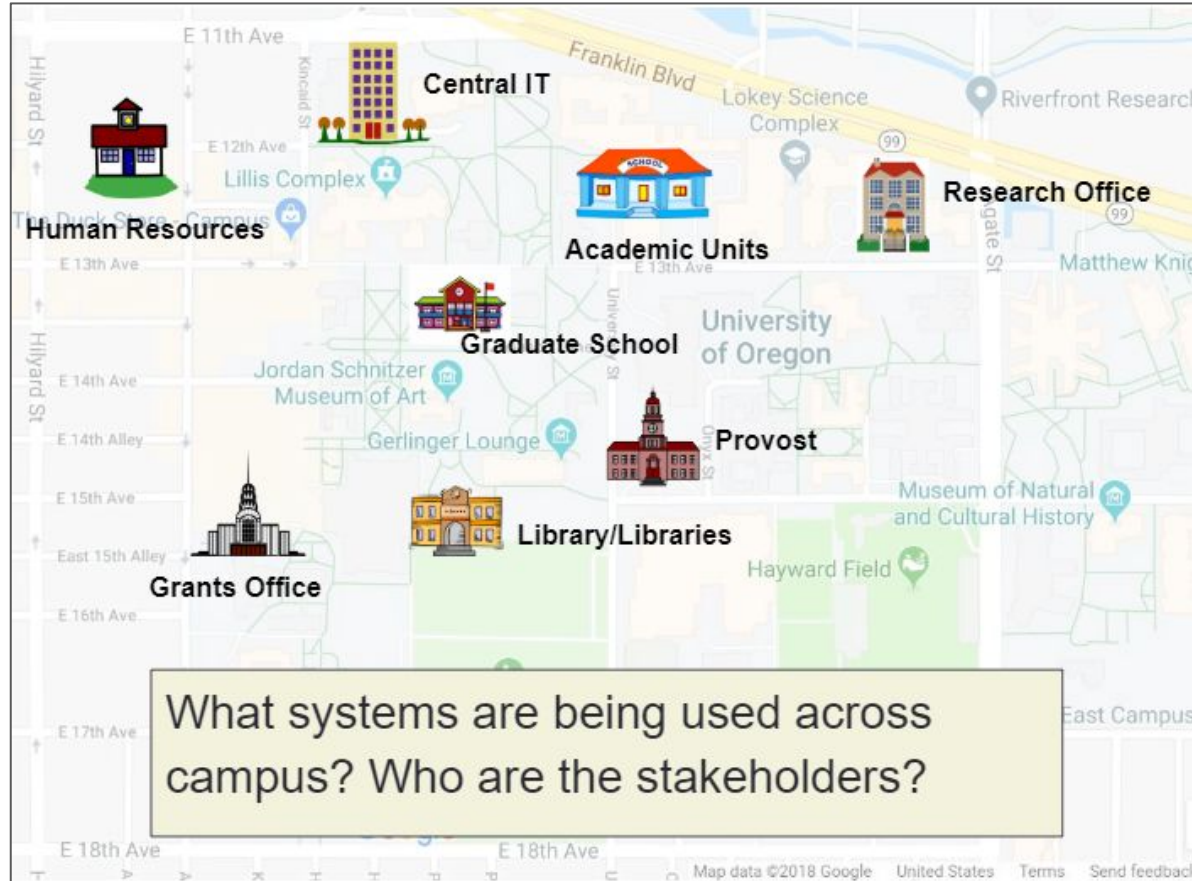 E 11th Ave
Hilyard St
Kincaid St
Central IT
Franklin Blvd
Lokey Science
Complex
Riverfront Research
99
E 12th Ave
Lillis Complex
SCHOOL
Research Office
99
The Duck Store - Campus
Human Resources
Academic Units
gate St
E 13th Ave
E 13th Ave
Matthew Knig
University
of Oregon
Graduate School
University St
Hilyard St
E 14th Ave
Jordan Schnitzer
Museum of Art
E 14th Alley
Gerlinger Lounge
Provost
Onyx St
E 15th Ave
Museum of Natural
and Cultural History
Library/Libraries
East 15th Alley
Hayward Field
Grants Office
E 16th Ave
What systems are being used across
campus? Who are the stakeholders?
E 17th Ave
East Campus
E 18th Ave
E 18th Ave
Map data ©2018 Google
United States
Terms
Send feedback